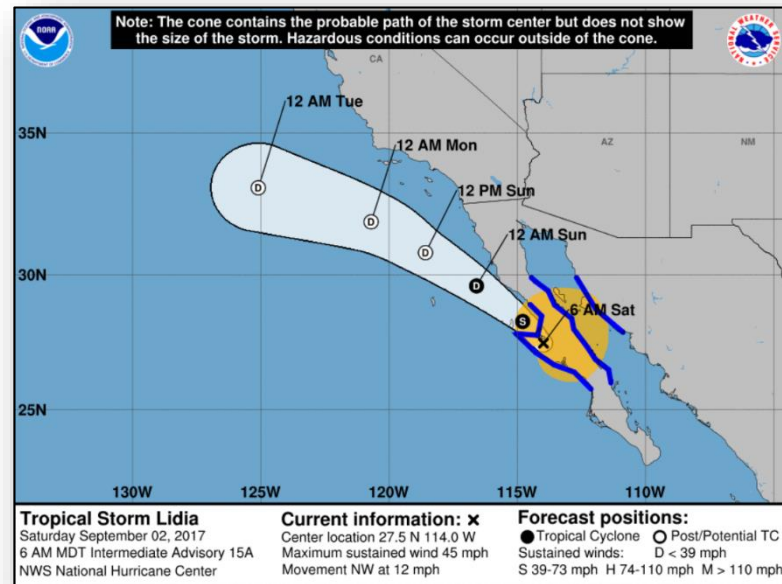 Note: The cone contains the probable path of the storm center but does not show
the size of the storm. Hazardous conditions can occur outside of the cone.
NOAA
NATIONAL WEATHER SERVICE
CA
12 AM Tue
35N
12 AM Mon
AZ
NM
12 PM Sun
12 AM Sun
D
D
D
30N
D
6 AM Sat
S
25N
130W
125W
120W
115W
110W
Tropical Storm Lidia
Saturday September 02, 2017
6 AM MDT Intermediate Advisory 15A
NWS National Hurricane Center
Current information: x
Center location 27.5 N 114.0 W
Maximum sustained wind 45 mph
Movement NW at 12 mph
Forecast positions:
Tropical Cyclone Post/Potential TC
Sustained winds: D < 39 mph
S 39-73 mph H 74-110 mph M > 110 mph